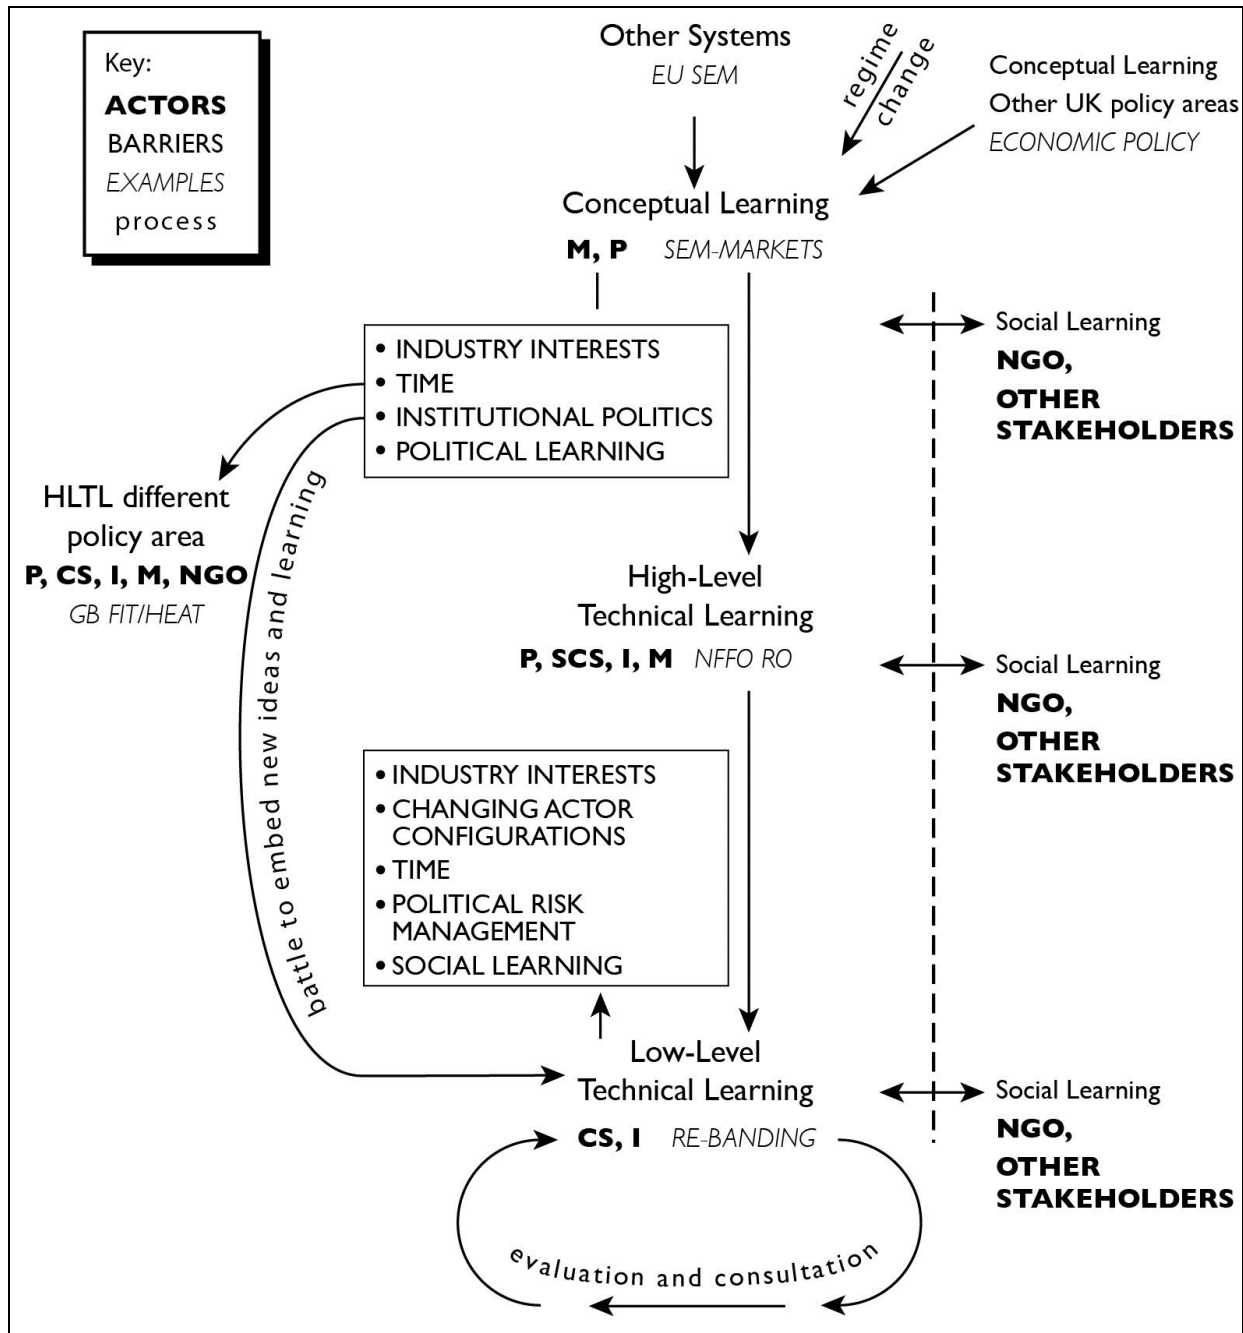 Key:
ACTORS
BARRIERS
EXAMPLES
process
Other Systems
EU SEM
regime
change
Conceptual Learning
Other UK policy areas
ECONOMIC POLICY
Conceptual Learning
M, P SEM-MARKETS
• INDUSTRY INTERESTS
• TIME
• INSTITUTIONAL POLITICS
• POLITICAL LEARNING
Social Learning
NGO,
OTHER
STAKEHOLDERS
HLTL different
policy area
P, CS, I, M, NGO
GB FIT/HEAT
battle to embed new ideas and learning
High-Level
Technical Learning
P, SCS, I, M NFFO RO
Social Learning
NGO,
OTHER
STAKEHOLDERS
• INDUSTRY INTERESTS
• CHANGING ACTOR
CONFIGURATIONS
• TIME
• POLITICAL RISK
MANAGEMENT
• SOCIAL LEARNING
Low-Level
Technical Learning
CS, I RE-BANDING
Social Learning
NGO,
OTHER
STAKEHOLDERS
evaluation and consultation